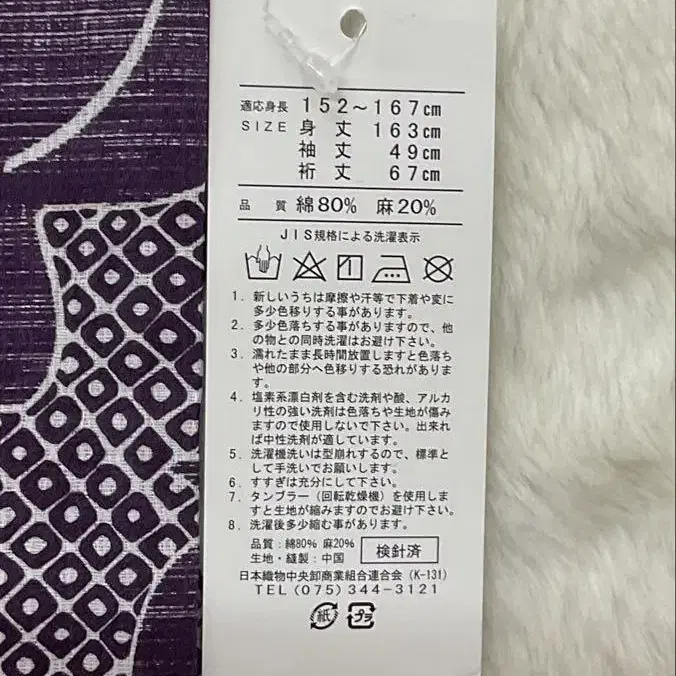 適応身長 152～167cm
SIZE 身丈 163cm
袖丈 49cm
裄丈 67cm
品質 綿80% 麻20%
JIS規格による洗濯表示
1. 新しいうちは摩擦や汗等で下着や変に
多少色移りする事があります。
2. 多少色落ちする事がありますので、他
の物との同時洗濯はお避け下さい。
3. 濡れたまま長時間放置しますと色落ち
や他の部分へ色移りする恐れがありま
す。
4. 塩素系漂白剤を含む洗剤や酸、アルカ
リ性の強い洗剤は色落ちや生地が傷み
ますので使用しないで下さい。出来れ
ば中性洗剤が適しています。
5. 洗濯機洗いは型崩れするので、標準と
して手洗いでお願いします。
6. すすぎは充分にして下さい。
7. タンブラー（回転乾燥機）を使用しま
すと生地が縮みますのでお避け下さい。
8. 洗濯後多少縮む事があります。
品質：綿80% 麻20%
生地・縫製：中国
検針済
日本織物中央卸商業組合連合会（K-131）
TEL(075)344-3121
紙 プラ